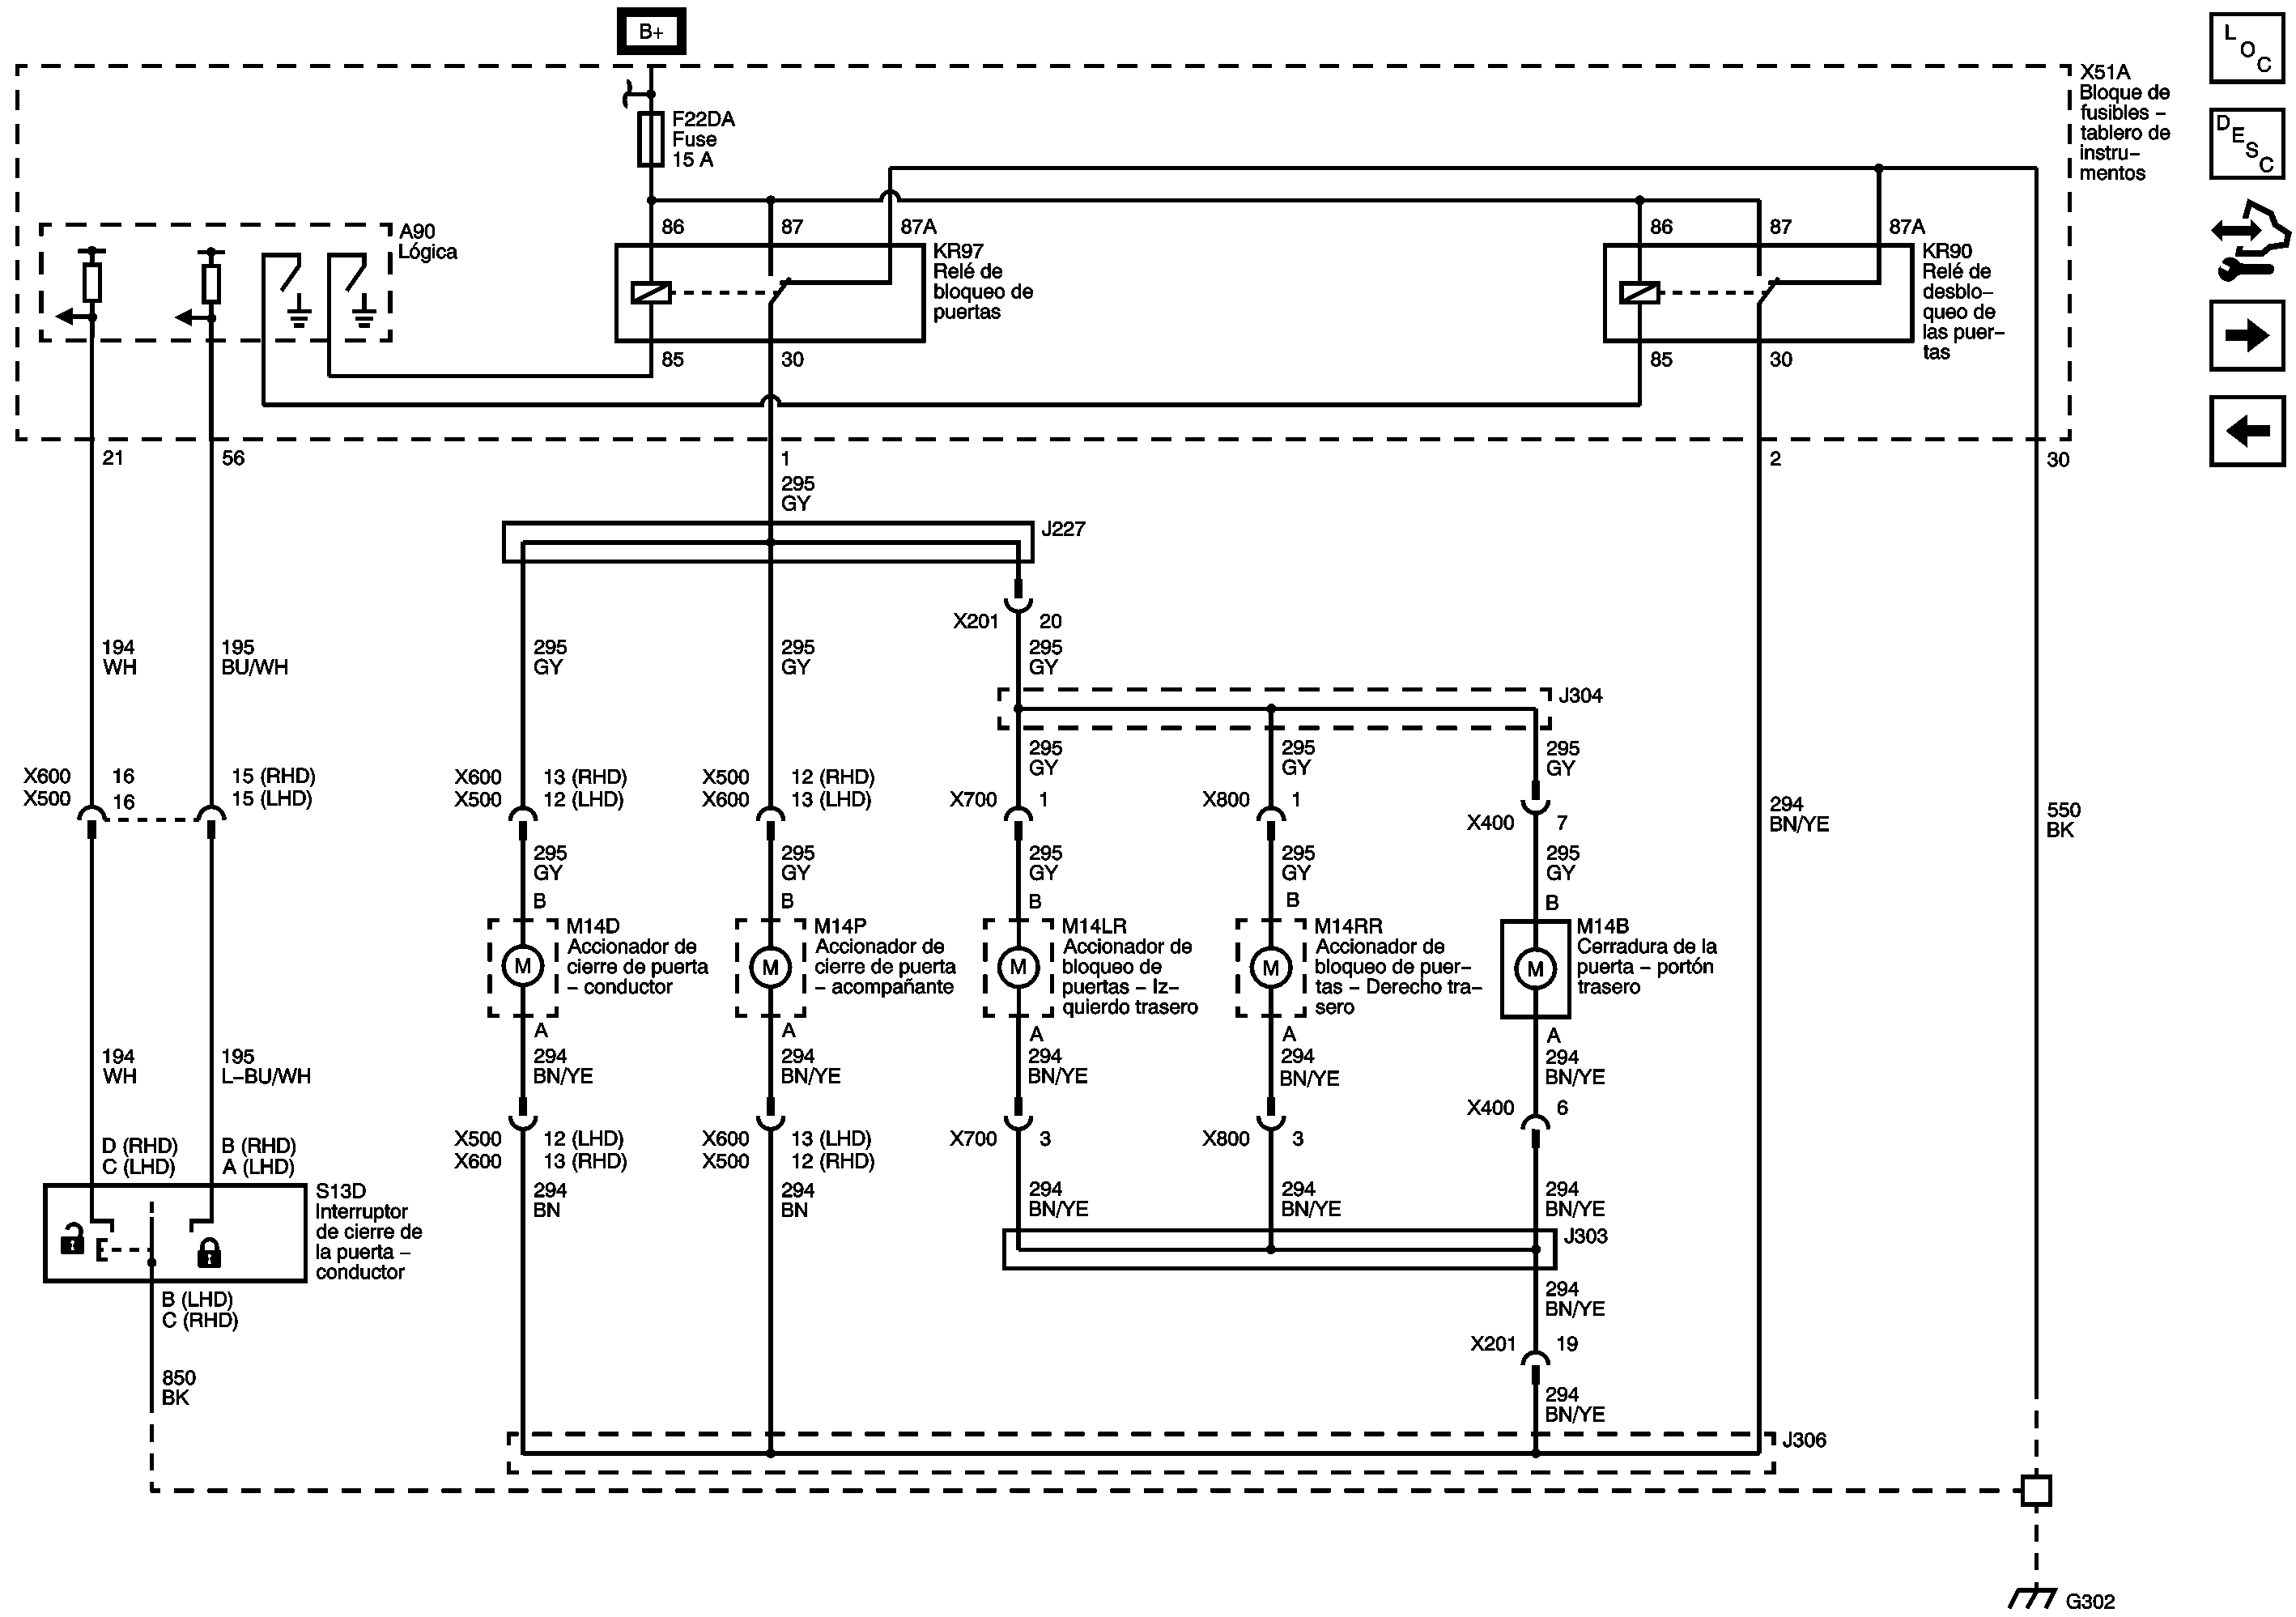 B+
L
O
C
X51A
Bloque de
fusibles –
tablero de
instru–
mentos
D
E
S
C
F22DA
Fuse
15 A
A90
Lógica
86
87
87A
KR97
Relé de
bloqueo de
puertas
85
30
86
87
87A
KR90
Relé de
desblo–
queo de
las puer–
tas
85
30
21
56
1
2
30
295
GY
J227
X201
20
194
WH
195
BU/WH
295
GY
295
GY
295
GY
J304
295
GY
295
GY
295
GY
X600
16
15 (RHD)
X500
16
15 (LHD)
X600
13 (RHD)
X500
12 (LHD)
X500
12 (RHD)
X600
13 (LHD)
X700
1
X800
1
X400
7
294
BN/YE
550
BK
295
GY
295
GY
295
GY
295
GY
295
GY
B
B
B
B
B
M
M14D
Accionador de
cierre de puerta
– conductor
M
M14P
Accionador de
cierre de puerta
– acompañante
M
M14LR
Accionador de
bloqueo de
puertas – Iz–
quierdo trasero
M
M14RR
Accionador de
bloqueo de puer–
tas – Derecho tra–
sero
M
M14B
Cerradura de la
puerta – portón
trasero
A
A
A
A
A
194
WH
195
L–BU/WH
294
BN/YE
294
BN/YE
294
BN/YE
294
BN/YE
294
BN/YE
D (RHD)
C (LHD)
B (RHD)
A (LHD)
X500
12 (LHD)
X600
13 (RHD)
X600
13 (LHD)
X500
12 (RHD)
X700
3
X800
3
X400
6
S13D
Interruptor
de cierre de
la puerta –
conductor
294
BN
294
BN
294
BN/YE
294
BN/YE
294
BN/YE
J303
B (LHD)
C (RHD)
294
BN/YE
X201
19
850
BK
294
BN/YE
J306
G302